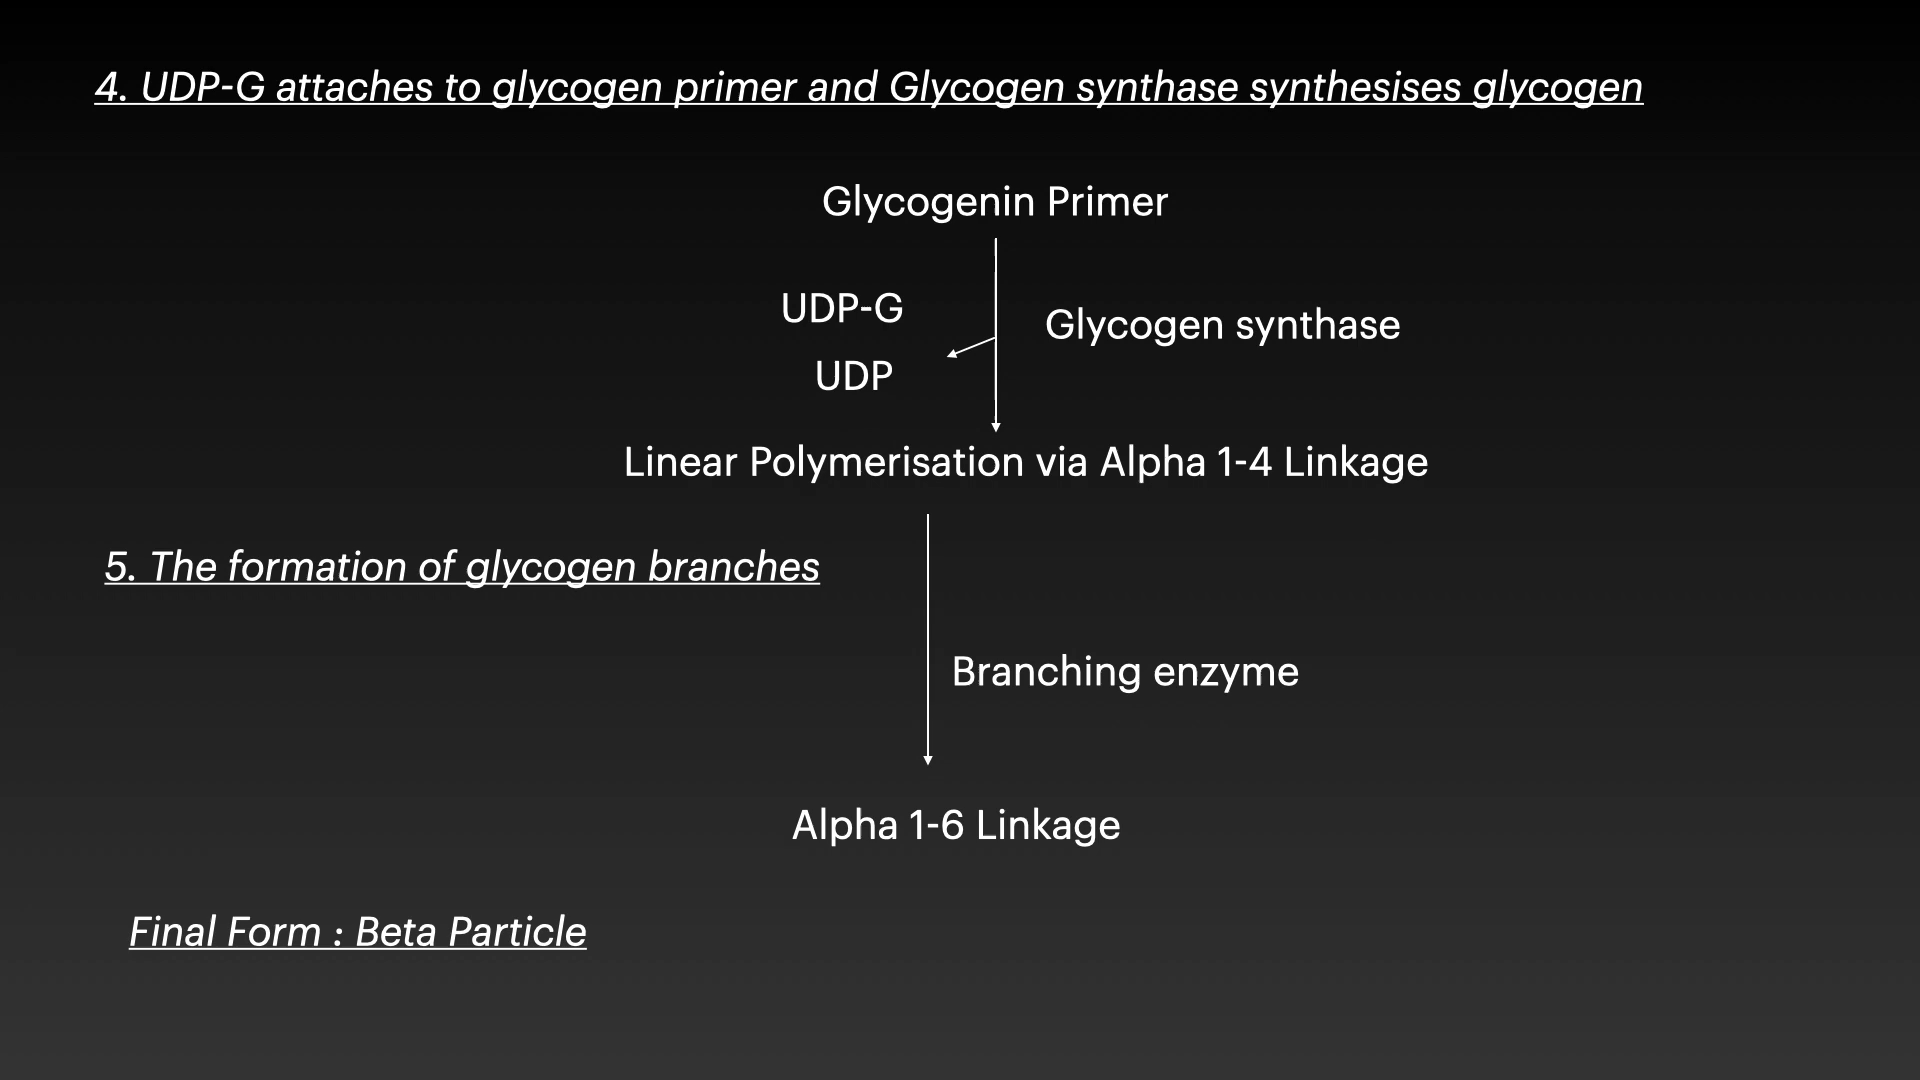 4. UDP-G attaches to glycogen primer and Glycogen synthase synthesises glycogen
Glycogenin Primer
UDP-G
Glycogen synthase
UDP
Linear Polymerisation via Alpha 1-4 Linkage
5. The formation of glycogen branches
Branching enzyme
Alpha 1-6 Linkage
Final Form : Beta Particle